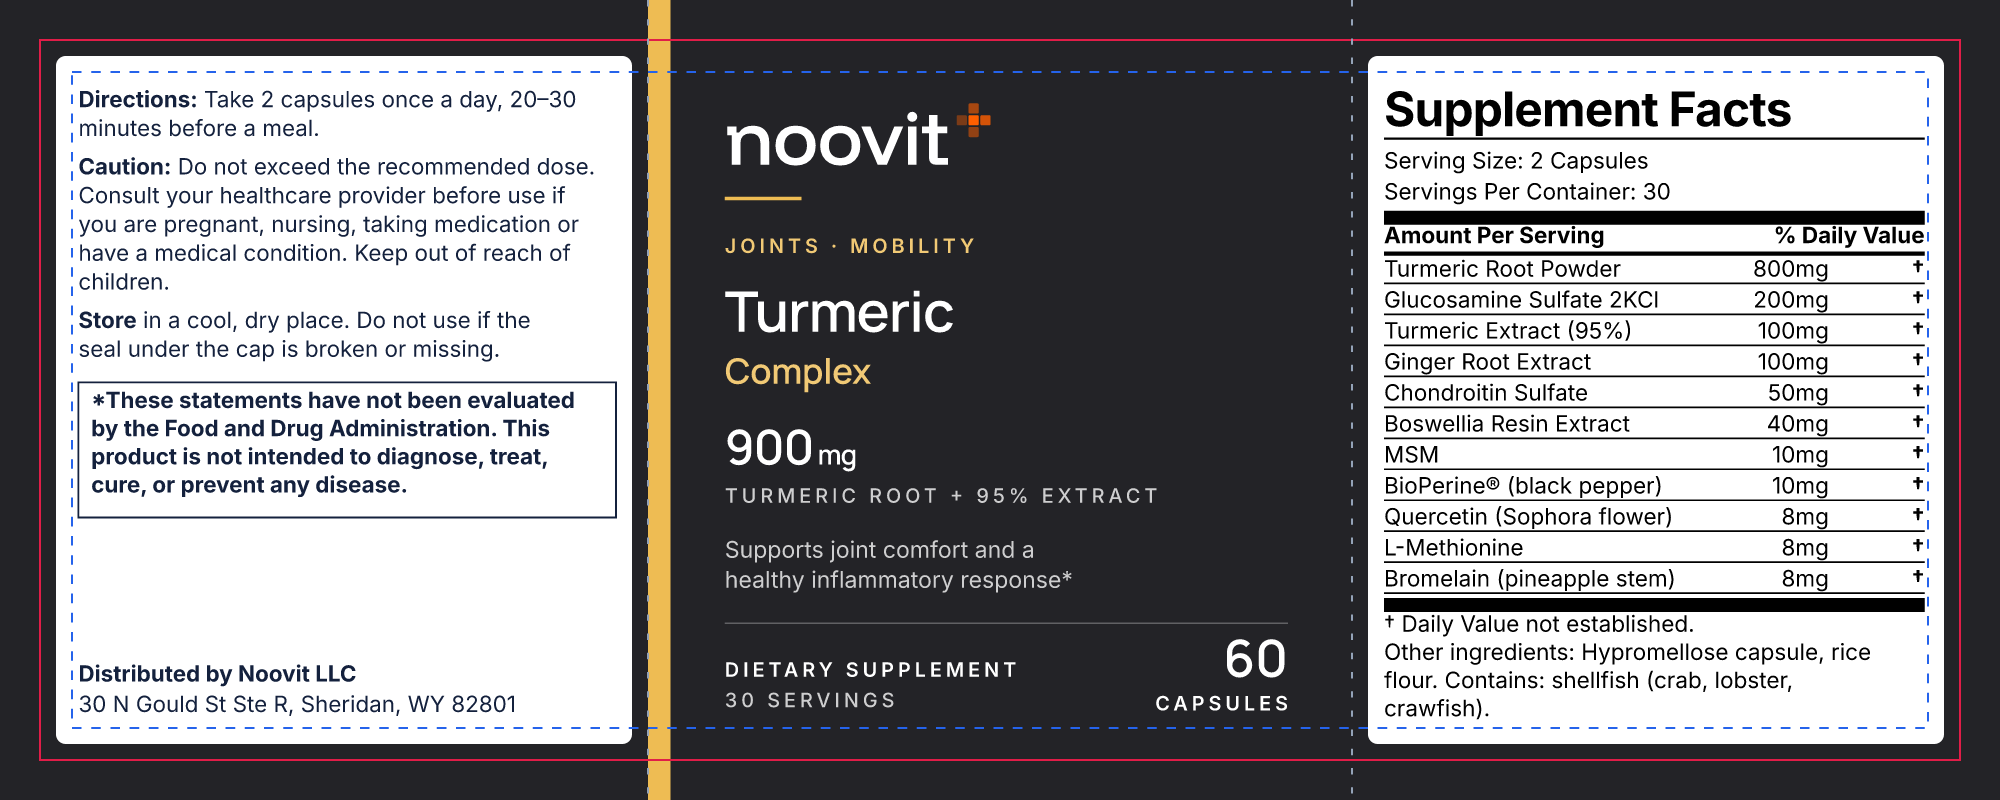 Directions: Take 2 capsules once a day, 20–30
minutes before a meal.
Caution: Do not exceed the recommended dose.
Consult your healthcare provider before use if
you are pregnant, nursing, taking medication or
have a medical condition. Keep out of reach of
children.
Store in a cool, dry place. Do not use if the
seal under the cap is broken or missing.
*These statements have not been evaluated
by the Food and Drug Administration. This
product is not intended to diagnose, treat,
cure, or prevent any disease.
Distributed by Noovit LLC
30 N Gould St Ste R, Sheridan, WY 82801
noovit
JOINTS · MOBILITY
Turmeric
Complex
900 mg
TURMERIC ROOT + 95% EXTRACT
Supports joint comfort and a
healthy inflammatory response*
DIETARY SUPPLEMENT
30 SERVINGS
60
CAPSULES
Supplement Facts
Serving Size: 2 Capsules
Servings Per Container: 30
Amount Per Serving % Daily Value
Turmeric Root Powder 800mg †
Glucosamine Sulfate 2KCl 200mg †
Turmeric Extract (95%) 100mg †
Ginger Root Extract 100mg †
Chondroitin Sulfate 50mg †
Boswellia Resin Extract 40mg †
MSM 10mg †
BioPerine® (black pepper) 10mg †
Quercetin (Sophora flower) 8mg †
L-Methionine 8mg †
Bromelain (pineapple stem) 8mg †
† Daily Value not established.
Other ingredients: Hypromellose capsule, rice
flour. Contains: shellfish (crab, lobster,
crawfish).